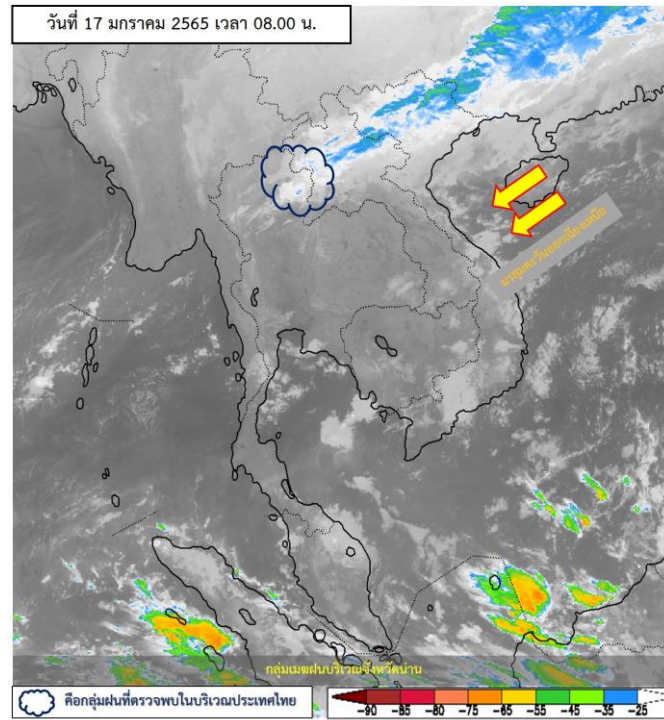 วันที่ 17 มกราคม 2565 เวลา 08.00 น.
มรสุมตะวันออกเฉียงเหนือ
กลุ่มเมฆฝนบริเวณจังหวัดน่าน
คือกลุ่มฝนที่ตรวจพบในบริเวณประเทศไทย
-90 -85 -80 -75 -65 -55 -45 -35 -25